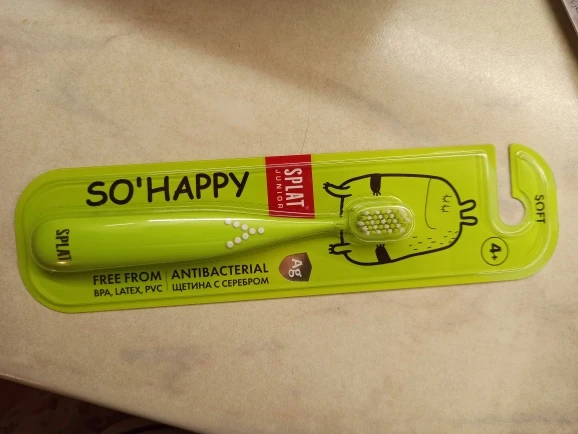 SO'HAPPY
SPLAT
JUNIOR
SOFT
4+
SPLAT
FREE FROM
BPA, LATEX, PVC
ANTIBACTERIAL
ЩЕТИНА С СЕРЕБРОМ
Ag